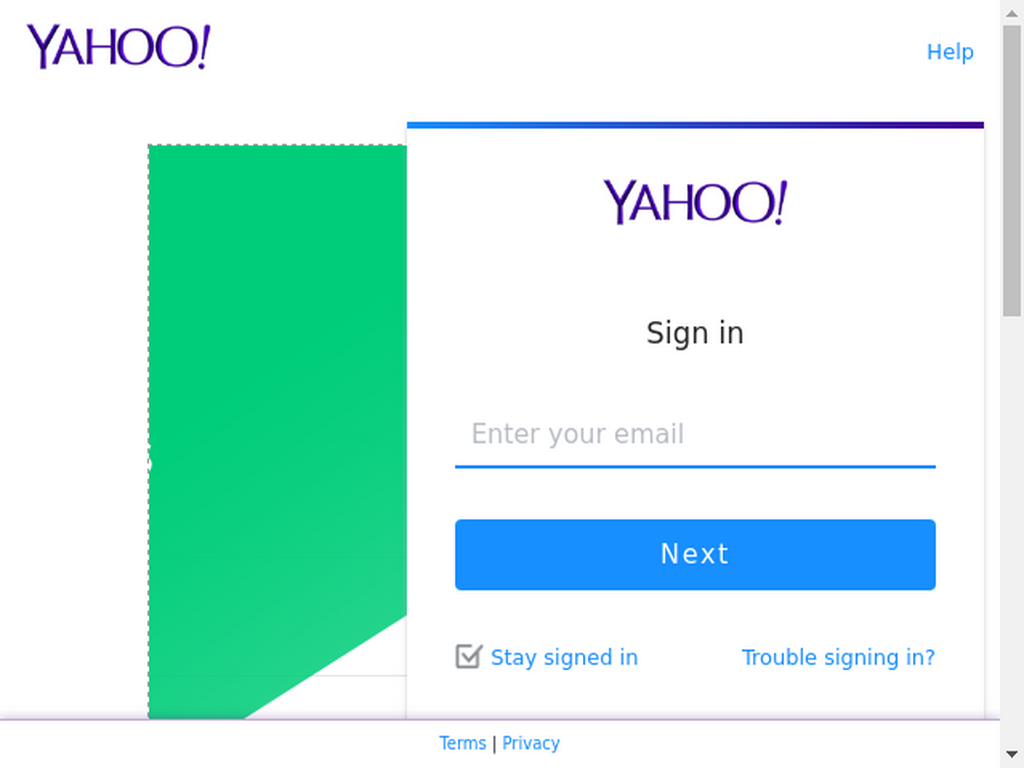 YAHOO!
Help
YAHOO!
Sign in
Enter your email
Next
Stay signed in Trouble signing in?
Terms | Privacy